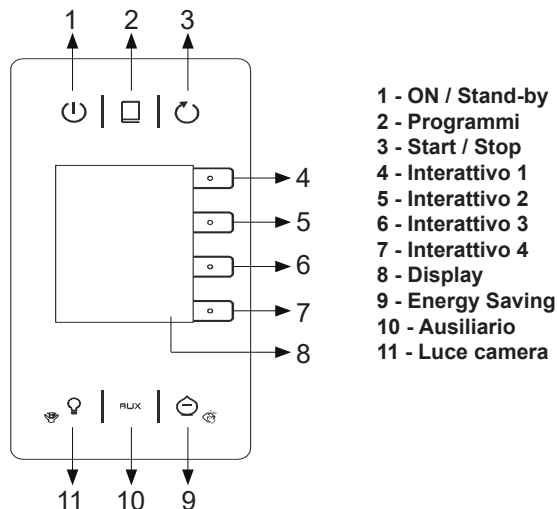 1 2 3
1 - ON / Stand-by
2 - Programmi
3 - Start / Stop
4 - Interattivo 1
5 - Interattivo 2
6 - Interattivo 3
7 - Interattivo 4
8 - Display
9 - Energy Saving
10 - Ausiliario
11 - Luce camera
4
5
6
7
8
AUX
11 10 9